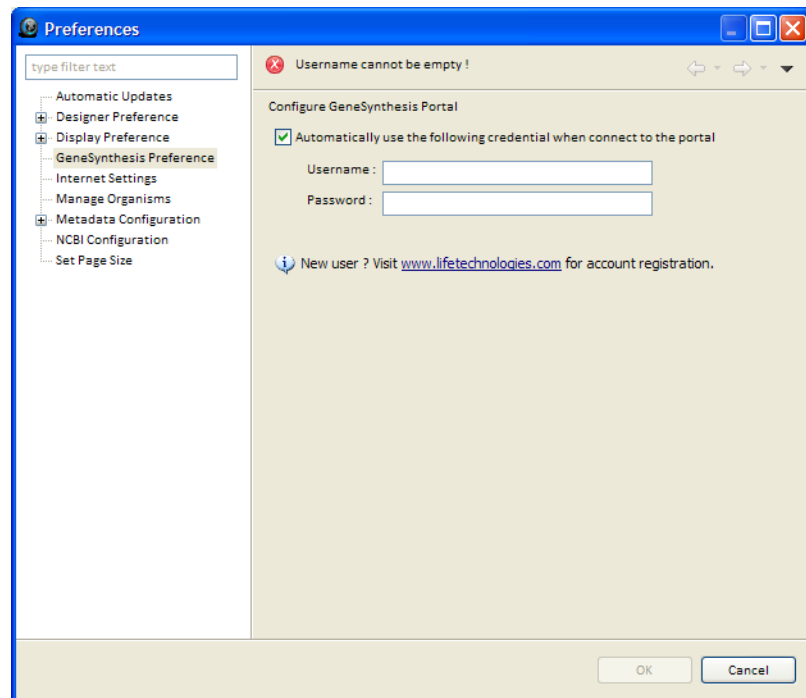 Preferences
type filter text
Automatic Updates
Designer Preference
Display Preference
GeneSynthesis Preference
Internet Settings
Manage Organisms
Metadata Configuration
NCBI Configuration
Set Page Size
Username cannot be empty !
Configure GeneSynthesis Portal
Automatically use the following credential when connect to the portal
Username :
Password :
New user ? Visit www.lifetechnologies.com for account registration.
OK
Cancel